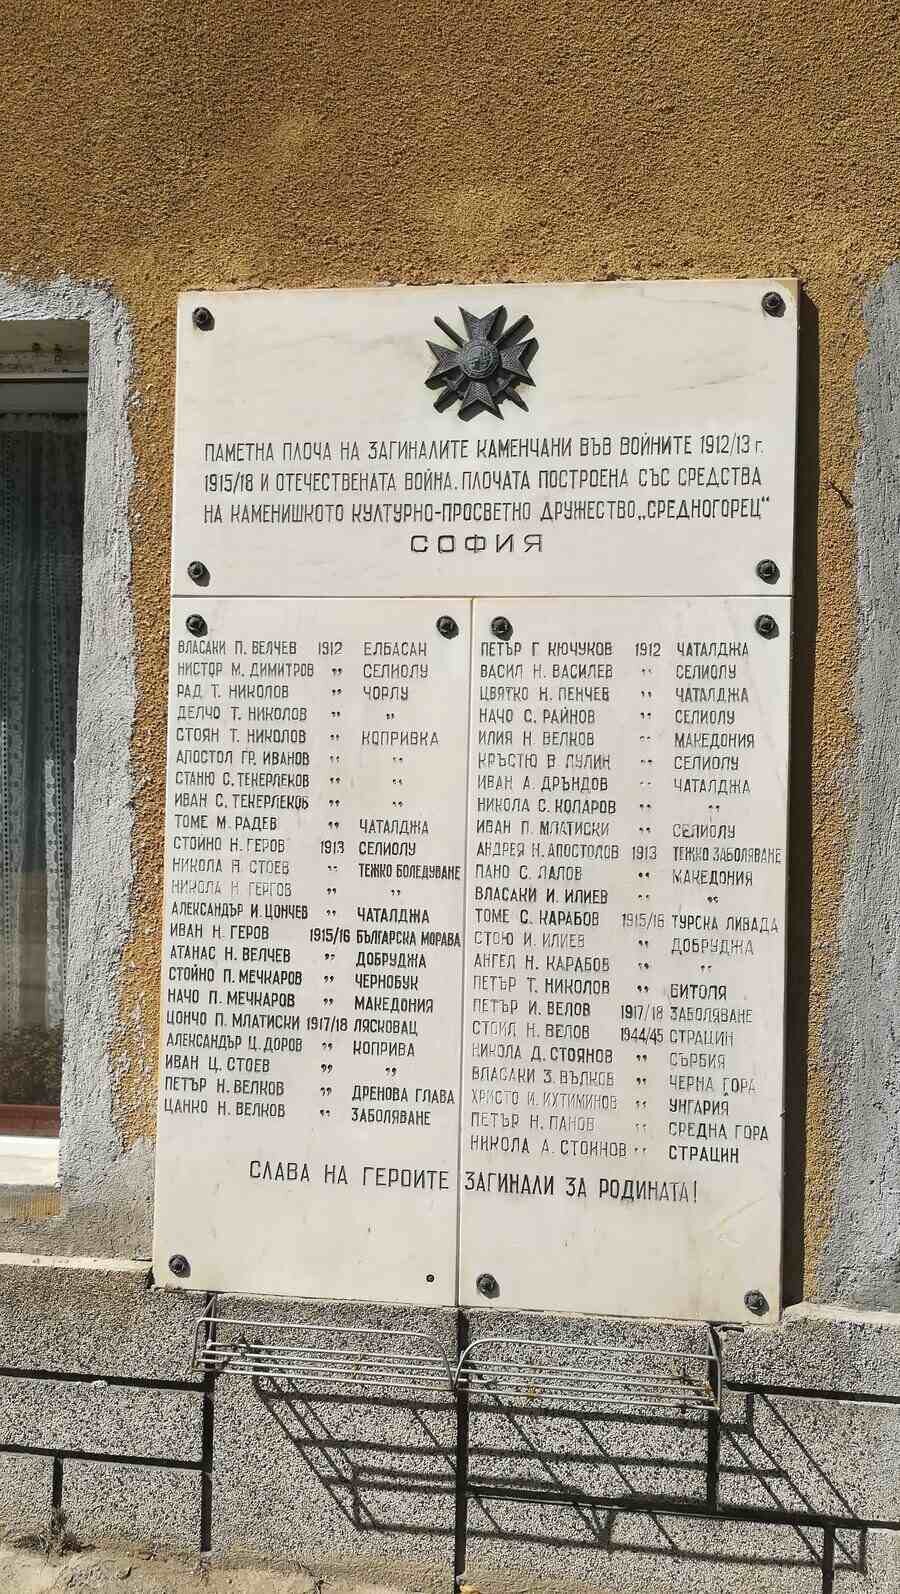 ПАМЕТНА ПЛОЧА НА ЗАГИНАЛИТЕ КАМЕНЧАНИ ВЪВ ВОЙНИТЕ 1912/13 г.
1915/18 И ОТЕЧЕСТВЕНАТА ВОЙНА. ПЛОЧАТА ПОСТРОЕНА СЪС СРЕДСТВА
НА КАМЕНИШКОТО КУЛТУРНО-ПРОСВЕТНО ДРУЖЕСТВО „СРЕДНОГОРЕЦ"
СОФИЯ
ВЛАСАКИ П. ВЕЛЧЕВ 1912 ЕЛБАСАН
НИСТОР М. ДИМИТРОВ ,, СЕЛИОЛУ
РАД Т. НИКОЛОВ ,, ЧОРЛУ
ДЕЛЧО Т. НИКОЛОВ ,, ,,
СТОЯН Т. НИКОЛОВ ,, КОПРИВКА
АПОСТОЛ ГР. ИВАНОВ ,, ,,
СТАНЮ С. ТЕКЕРЛЕКОВ ,, ,,
ИВАН С. ТЕКЕРЛЕКОВ ,, ,,
ТОМЕ М. РАДЕВ ,, ЧАТАЛДЖА
СТОЙНО Н. ГЕРОВ 1913 СЕЛИОЛУ
НИКОЛА Я. СТОЕВ ,, ТЕЖКО БОЛЕДУВАНЕ
НИКОЛА Н. ГЕРГОВ ,, ,,
АЛЕКСАНДЪР И. ЦОНЧЕВ ,, ЧАТАЛДЖА
ИВАН Н. ГЕРОВ 1915/16 БЪЛГАРСКА МОРАВА
АТАНАС Н. ВЕЛЧЕВ ,, ДОБРУДЖА
СТОЙНО П. МЕЧКАРОВ ,, ЧЕРНОБУК
НАЧО П. МЕЧКАРОВ ,, МАКЕДОНИЯ
ЦОНЧО П. МЛАТИСКИ 1917/18 ЛЯСКОВАЦ
АЛЕКСАНДЪР Ц. ДОРОВ ,, КОПРИВА
ИВАН Ц. СТОЕВ ,, ,,
ПЕТЪР Н. ВЕЛКОВ ,, ДРЕНОВА ГЛАВА
ЦАНКО Н. ВЕЛКОВ ,, ЗАБОЛЯВАНЕ
ПЕТЪР Г. КЮЧУКОВ 1912 ЧАТАЛДЖА
ВАСИЛ Н. ВАСИЛЕВ ,, СЕЛИОЛУ
ЦВЯТКО Н. ПЕНЧЕВ ,, ЧАТАЛДЖА
НАЧО С. РАЙНОВ ,, СЕЛИОЛУ
ИЛИЯ Н. ВЕЛКОВ ,, МАКЕДОНИЯ
КРЪСТЮ В. ЛУЛИН ,, СЕЛИОЛУ
ИВАН А. ДРЪНДОВ ,, ЧАТАЛДЖА
НИКОЛА С. КОЛАРОВ ,, ,,
ИВАН П. МЛАТИСКИ ,, СЕЛИОЛУ
АНДРЕЯ Н. АПОСТОЛОВ 1913 ТЕЖКО ЗАБОЛЯВАНЕ
ПАНО С. ЛАЛОВ ,, МАКЕДОНИЯ
ВЛАСАКИ И. ИЛИЕВ ,, ,,
ТОМЕ С. КАРАБОВ 1915/16 ТУРСКА ЛИВАДА
СТОЮ И. ИЛИЕВ ,, ДОБРУДЖА
АНГЕЛ Н. КАРАБОВ ,, ,,
ПЕТЪР Т. НИКОЛОВ ,, БИТОЛЯ
ПЕТЪР И. ВЕЛОВ 1917/18 ЗАБОЛЯВАНЕ
СТОИЛ Н. ВЕЛОВ 1944/45 СТРАЦИН
НИКОЛА Д. СТОЯНОВ ,, СЪРБИЯ
ВЛАСАКИ З. ВЪЛКОВ ,, ЧЕРНА ГОРА
ХРИСТО И. ИХТИМИНОВ ,, УНГАРИЯ
ПЕТЪР Н. ПАНОВ ,, СРЕДНА ГОРА
НИКОЛА А. СТОИНОВ ,, СТРАЦИН
СЛАВА НА ГЕРОИТЕ ЗАГИНАЛИ ЗА РОДИНАТА!